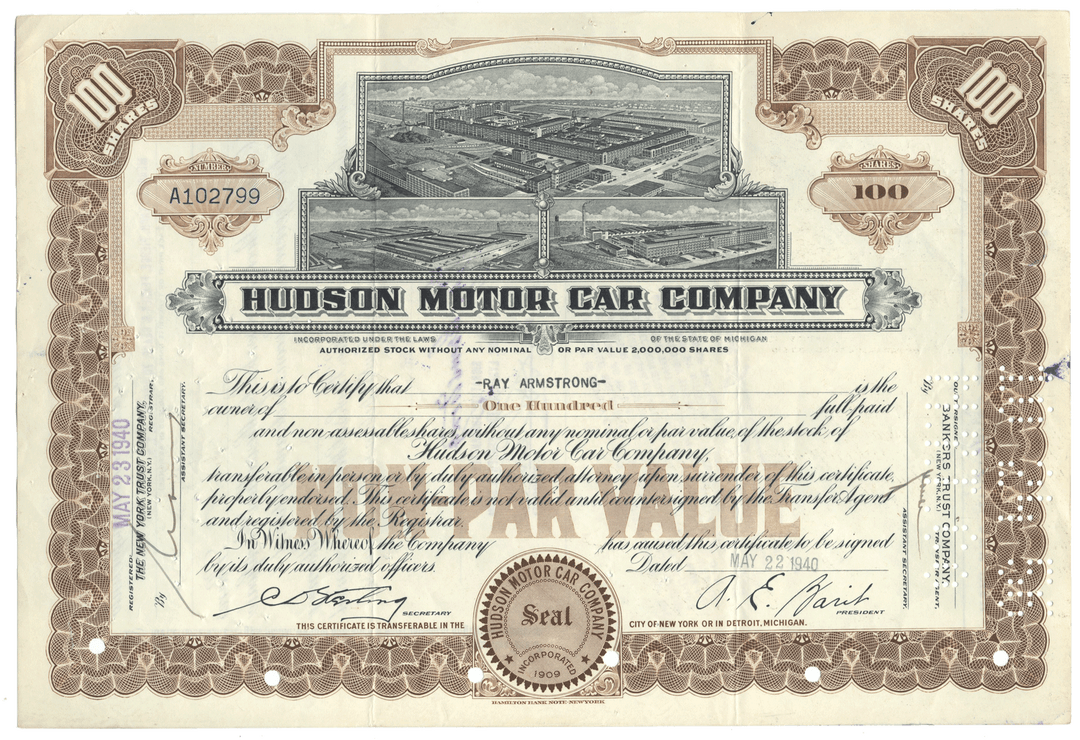 100 SHARES
100 SHARES
NUMBER
A102799
SHARES
100
HUDSON MOTOR CAR COMPANY
INCORPORATED UNDER THE LAWS OF THE STATE OF MICHIGAN
AUTHORIZED STOCK WITHOUT ANY NOMINAL OR PAR VALUE 2,000,000 SHARES
This is to Certify that -RAY ARMSTRONG- is the
owner of One Hundred full paid
and non-assessable shares, without any nominal or par value, of the stock of
Hudson Motor Car Company,
transferable in person or by duly authorized attorney upon surrender of this certificate,
properly endorsed. This certificate is not valid until countersigned by the Transfer Agent
and registered by the Registrar.
NON-PAR VALUE
In Witness Whereof, the Company has caused this certificate to be signed
by its duly authorized officers
Dated MAY 22 1940
SECRETARY
A. E. Barit
PRESIDENT
THIS CERTIFICATE IS TRANSFERABLE IN THE CITY OF NEW YORK OR IN DETROIT, MICHIGAN.
HUDSON MOTOR CAR COMPANY
Seal
INCORPORATED
1909
HAMILTON BANK NOTE-NEW YORK
MAY 23 1940
REGISTERED
THE NEW YORK TRUST COMPANY,
(NEW YORK, N.Y.) REGISTRAR,
By
ASSISTANT SECRETARY.
BANKERS TRUST COMPANY,
(NEW YORK, N.Y.)
By
ASSISTANT SECRETARY.